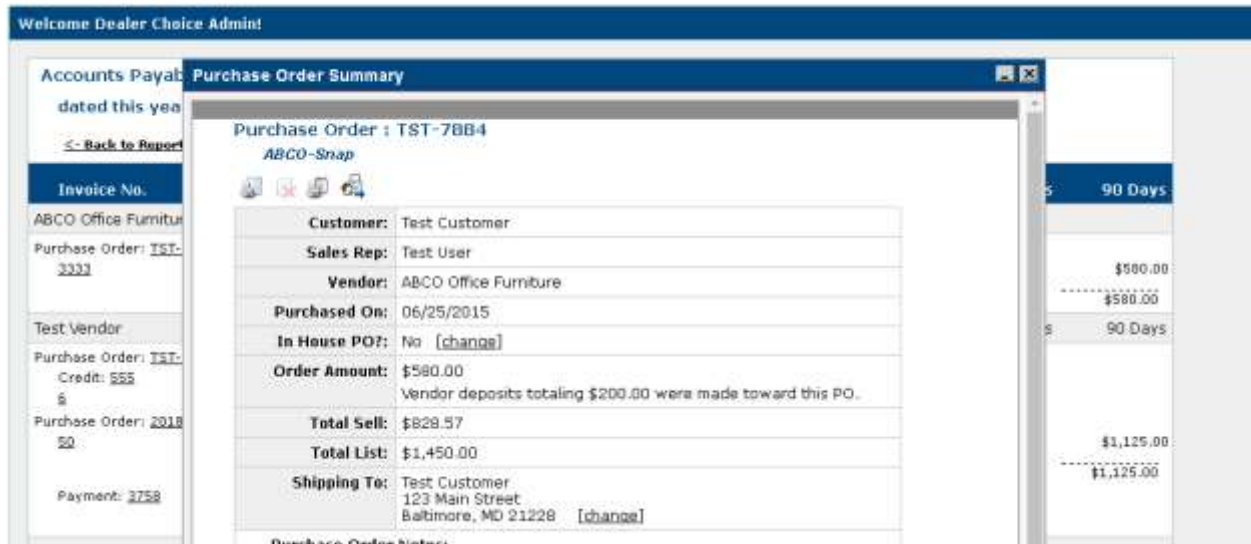 Welcome Dealer Choice Admin!
Accounts Payab
dated this yea
<- Back to Report
Invoice No.
90 Days
ABCO Office Furnitur
Purchase Order: TST-
3333
$580.00
$580.00
Test Vendor
s 90 Days
Purchase Order: TST-
Credit: 555
6
Purchase Order: 2018
50
$1,125.00
$1,125.00
Payment: 3758
Purchase Order Summary
Purchase Order : TST-7884
ABCO-Snap
Customer: Test Customer
Sales Rep: Test User
Vendor: ABCO Office Furniture
Purchased On: 06/25/2015
In House PO?: No [change]
Order Amount: $580.00
Vendor deposits totaling $200.00 were made toward this PO.
Total Sell: $828.57
Total List: $1,450.00
Shipping To: Test Customer
123 Main Street
Baltimore, MD 21228 [change]
Purchase Order Notes: